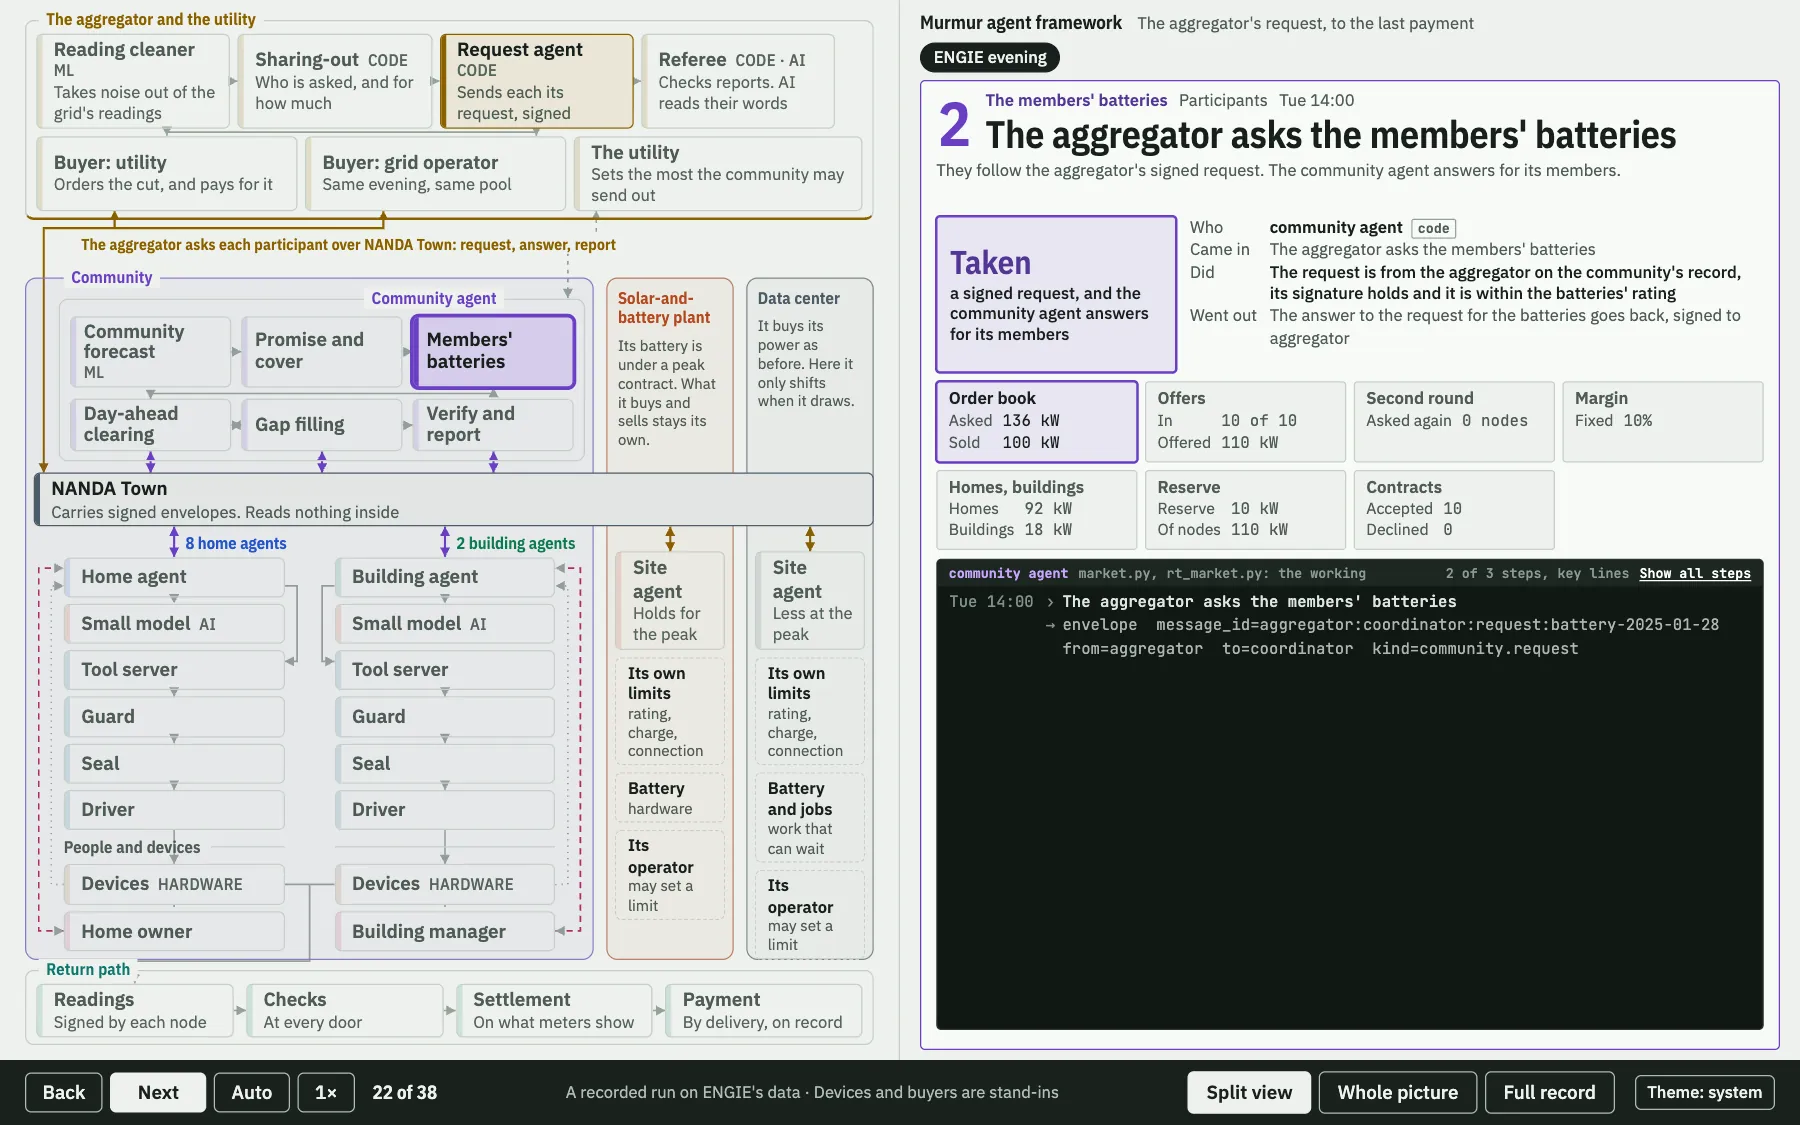 The aggregator and the utility
Reading cleaner
ML
Takes noise out of the
grid's readings
Sharing-out CODE
Who is asked, and for
how much
Request agent
CODE
Sends each its
request, signed
Referee CODE · AI
Checks reports. AI
reads their words
Buyer: utility
Orders the cut, and pays for it
Buyer: grid operator
Same evening, same pool
The utility
Sets the most the community may
send out
The aggregator asks each participant over NANDA Town: request, answer, report
Community
Community agent
Community
forecast
ML
Promise and
cover
Members'
batteries
Day-ahead
clearing
Gap filling
Verify and
report
Solar-and-
battery plant
Its battery is
under a peak
contract. What
it buys and
sells stays its
own.
Data center
It buys its
power as
before. Here it
only shifts
when it draws.
NANDA Town
Carries signed envelopes. Reads nothing inside
8 home agents
2 building agents
Home agent
Small model AI
Tool server
Guard
Seal
Driver
People and devices
Devices HARDWARE
Home owner
Building agent
Small model AI
Tool server
Guard
Seal
Driver
Devices HARDWARE
Building manager
Site
agent
Holds for
the peak
Its own
limits
rating,
charge,
connection
Battery
hardware
Its
operator
may set a
limit
Site
agent
Less at the
peak
Its own
limits
rating,
charge,
connection
Battery
and jobs
work that
can wait
Its
operator
may set a
limit
Return path
Readings
Signed by each node
Checks
At every door
Settlement
On what meters show
Payment
By delivery, on record
Murmur agent framework The aggregator's request, to the last payment
ENGIE evening
2
The members' batteries Participants Tue 14:00
The aggregator asks the members' batteries
They follow the aggregator's signed request. The community agent answers for its members.
Taken
a signed request, and the
community agent answers
for its members
Who community agent code
Came in The aggregator asks the members' batteries
Did The request is from the aggregator on the community's record,
its signature holds and it is within the batteries' rating
Went out The answer to the request for the batteries goes back, signed to
aggregator
Order book
Asked 136 kW
Sold 100 kW
Offers
In 10 of 10
Offered 110 kW
Second round
Asked again 0 nodes
Margin
Fixed 10%
Homes, buildings
Homes 92 kW
Buildings 18 kW
Reserve
Reserve 10 kW
Of nodes 110 kW
Contracts
Accepted 10
Declined 0
community agent market.py, rt_market.py: the working 2 of 3 steps, key lines Show all steps
Tue 14:00 › The aggregator asks the members' batteries
→ envelope message_id=aggregator:coordinator:request:battery-2025-01-28
from=aggregator to=coordinator kind=community.request
Back Next Auto 1× 22 of 38 A recorded run on ENGIE's data · Devices and buyers are stand-ins Split view Whole picture Full record Theme: system